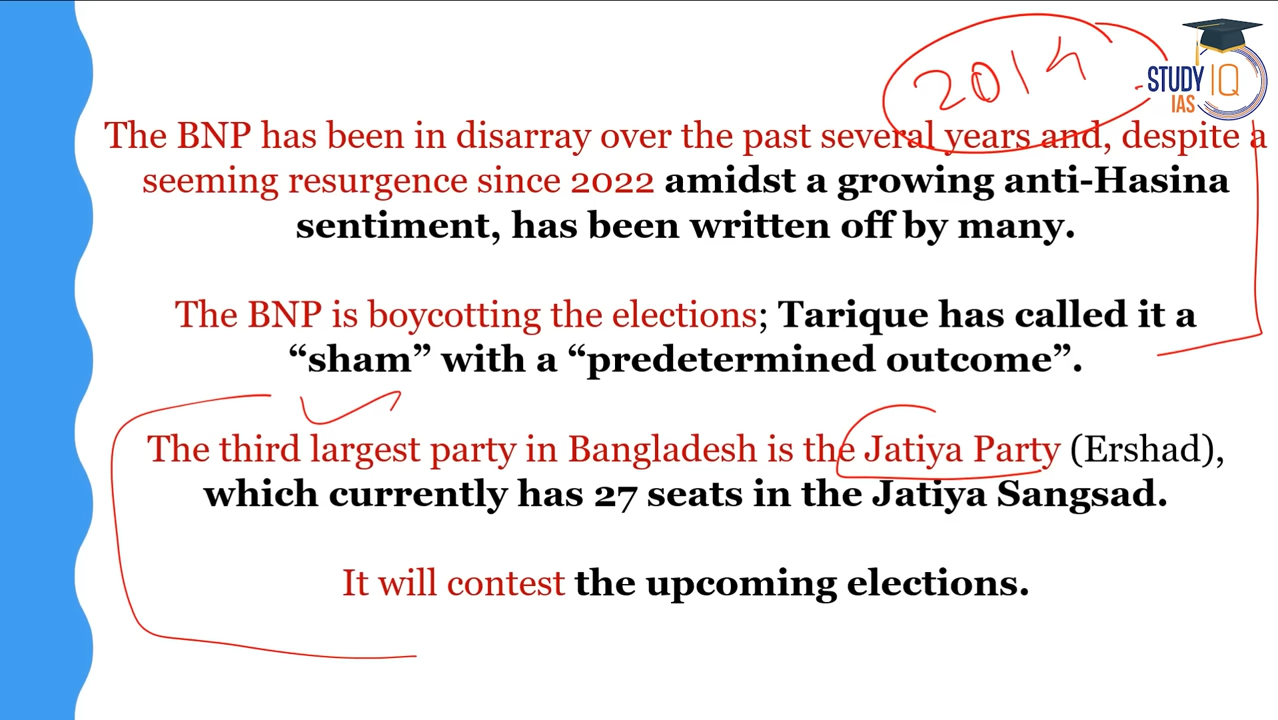 2014
STUDY IQ
IAS
The BNP has been in disarray over the past several years and, despite a
seeming resurgence since 2022 amidst a growing anti-Hasina
sentiment, has been written off by many.
The BNP is boycotting the elections; Tarique has called it a
“sham” with a “predetermined outcome”.
The third largest party in Bangladesh is the Jatiya Party (Ershad),
which currently has 27 seats in the Jatiya Sangsad.
It will contest the upcoming elections.